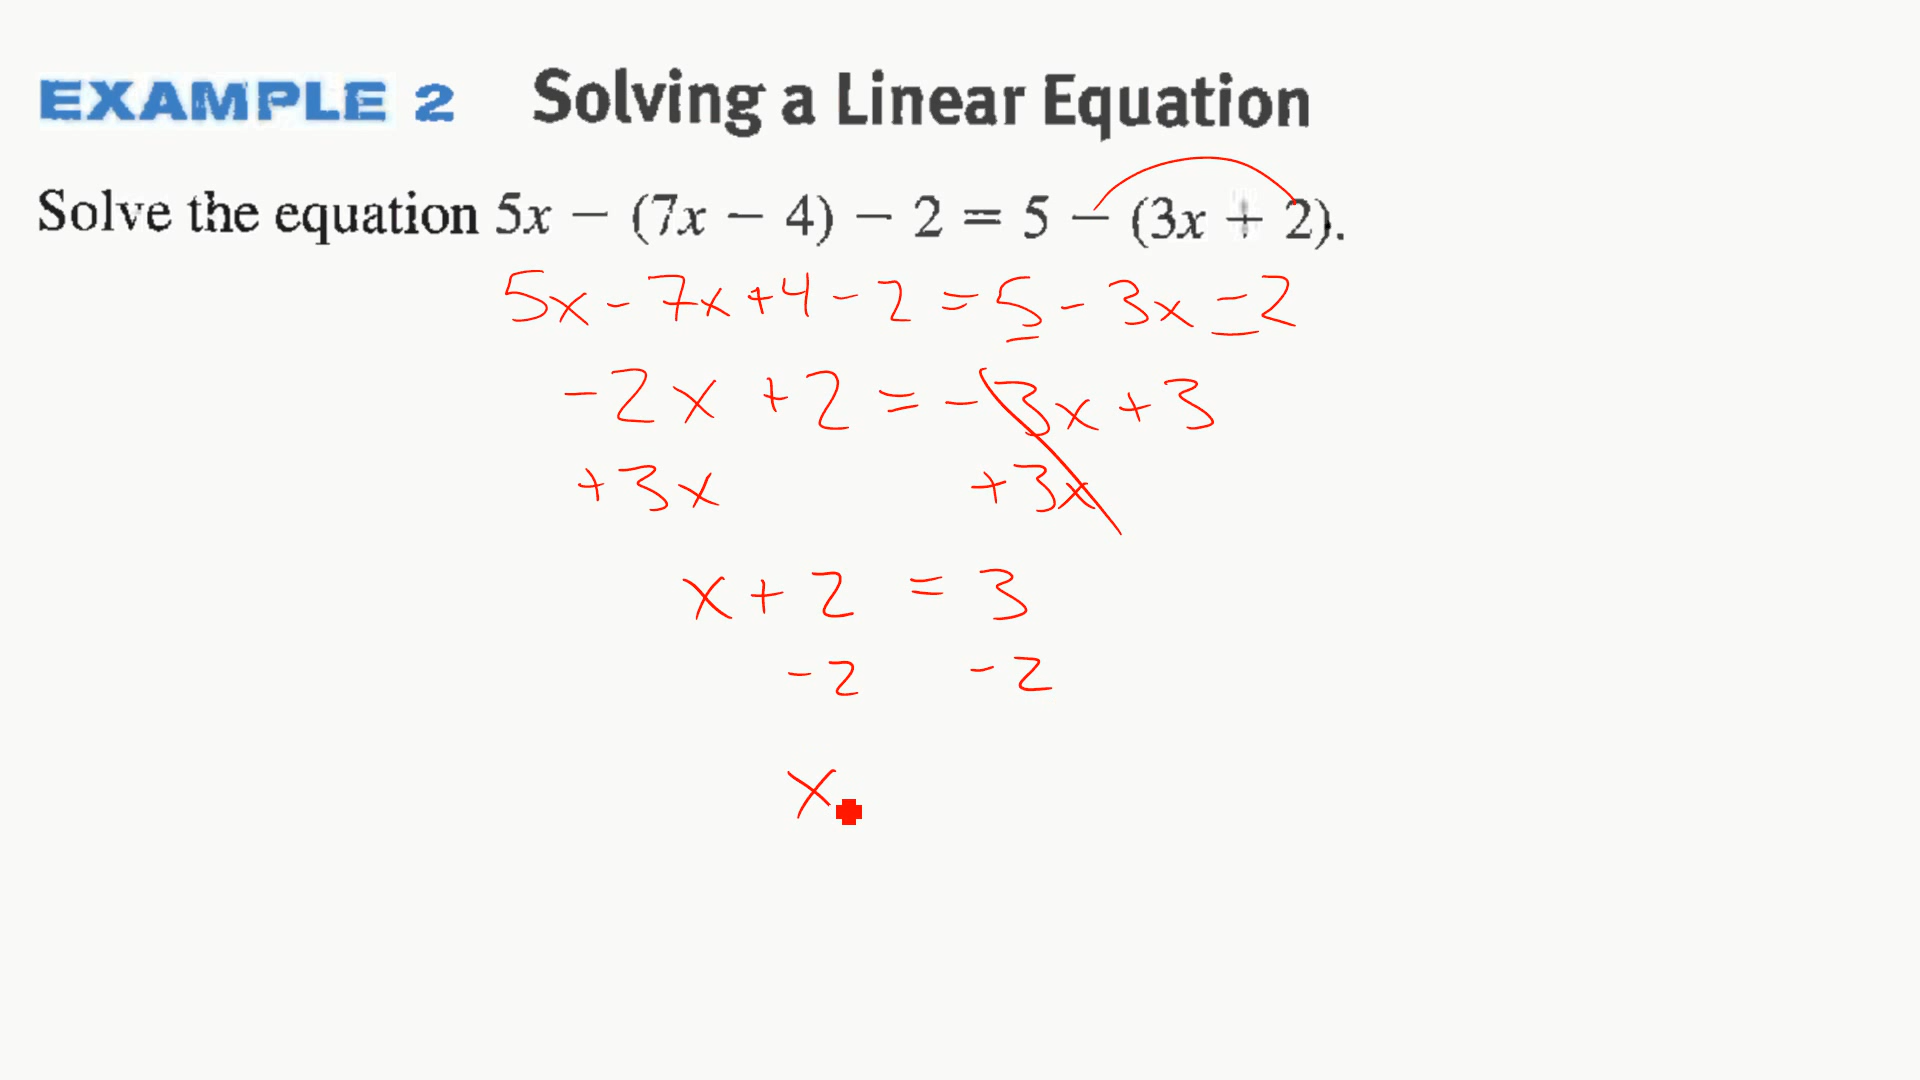 EXAMPLE 2 Solving a Linear Equation
Solve the equation 5x − (7x − 4) − 2 = 5 − (3x + 2).
5x - 7x + 4 - 2 = 5 - 3x - 2
-2x + 2 = -3x + 3
+3x +3x
x + 2 = 3
-2 -2
x